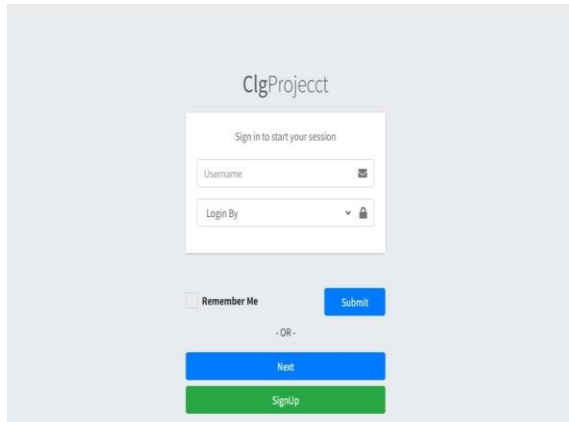 ClgProjecct
Sign in to start your session
Username
Login By
Remember Me
Submit
- OR -
Next
SignUp